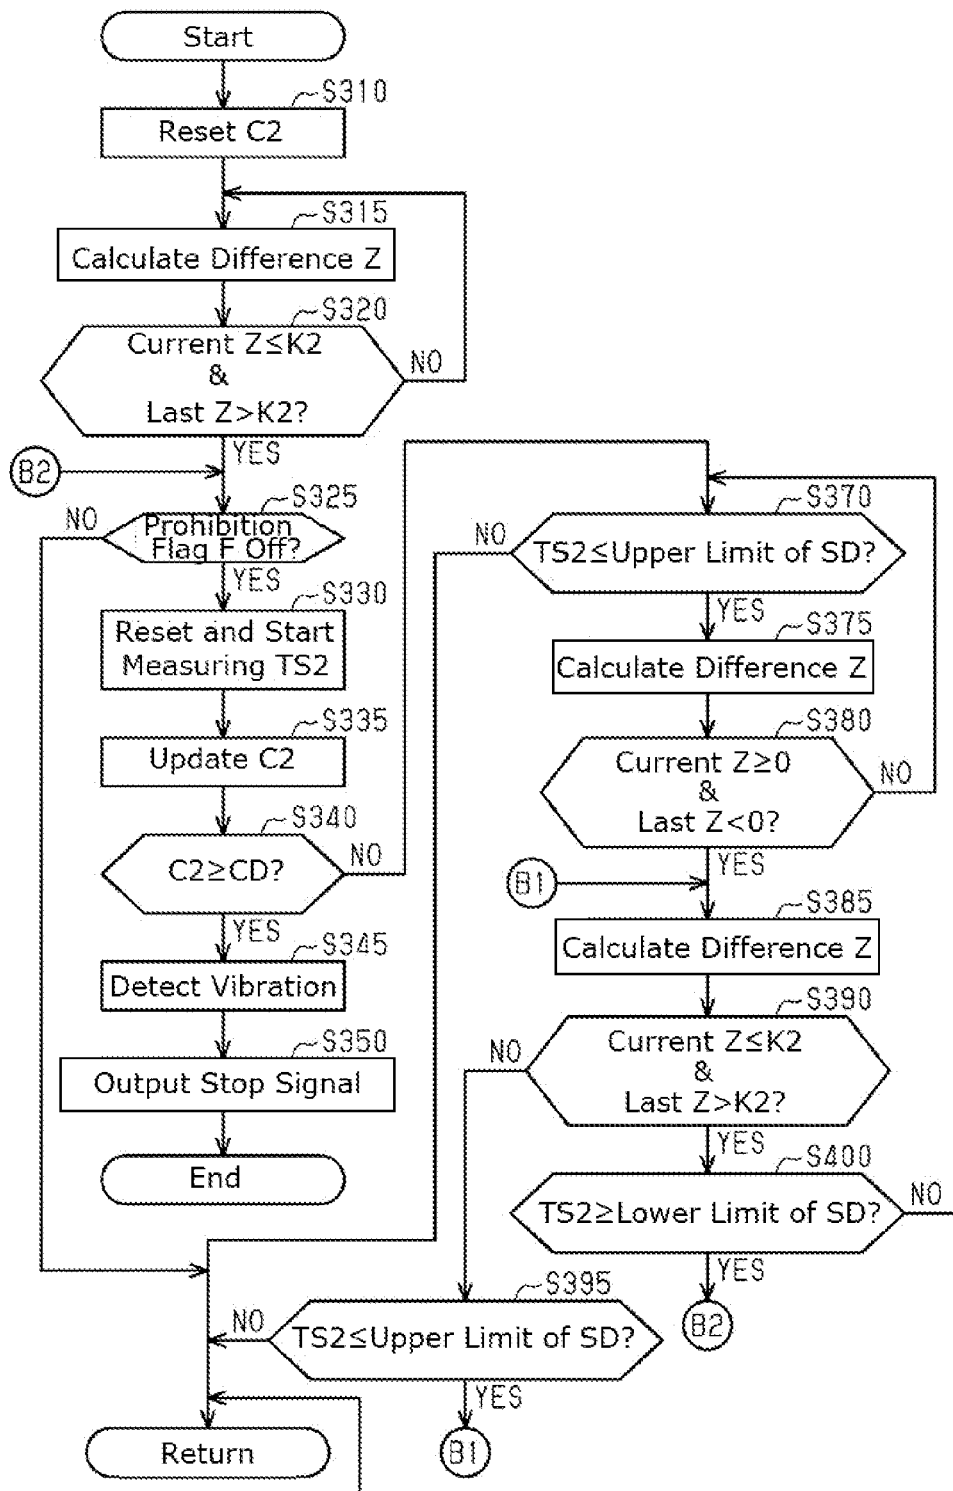 Start
S310
Reset C2
S315
Calculate Difference Z
S320
Current Z≤K2
&
Last Z>K2?
NO
YES
B2
S325
NO
Prohibition
Flag F Off?
YES
S330
Reset and Start
Measuring TS2
S335
Update C2
S340
C2≥CD?
NO
YES
S345
Detect Vibration
S350
Output Stop Signal
End
S370
NO
TS2≤Upper Limit of SD?
YES
S375
Calculate Difference Z
S380
Current Z≥0
&
Last Z<0?
NO
YES
B1
S385
Calculate Difference Z
S390
NO
Current Z≤K2
&
Last Z>K2?
YES
S400
TS2≥Lower Limit of SD?
NO
YES
B2
S395
NO
TS2≤Upper Limit of SD?
YES
B1
Return